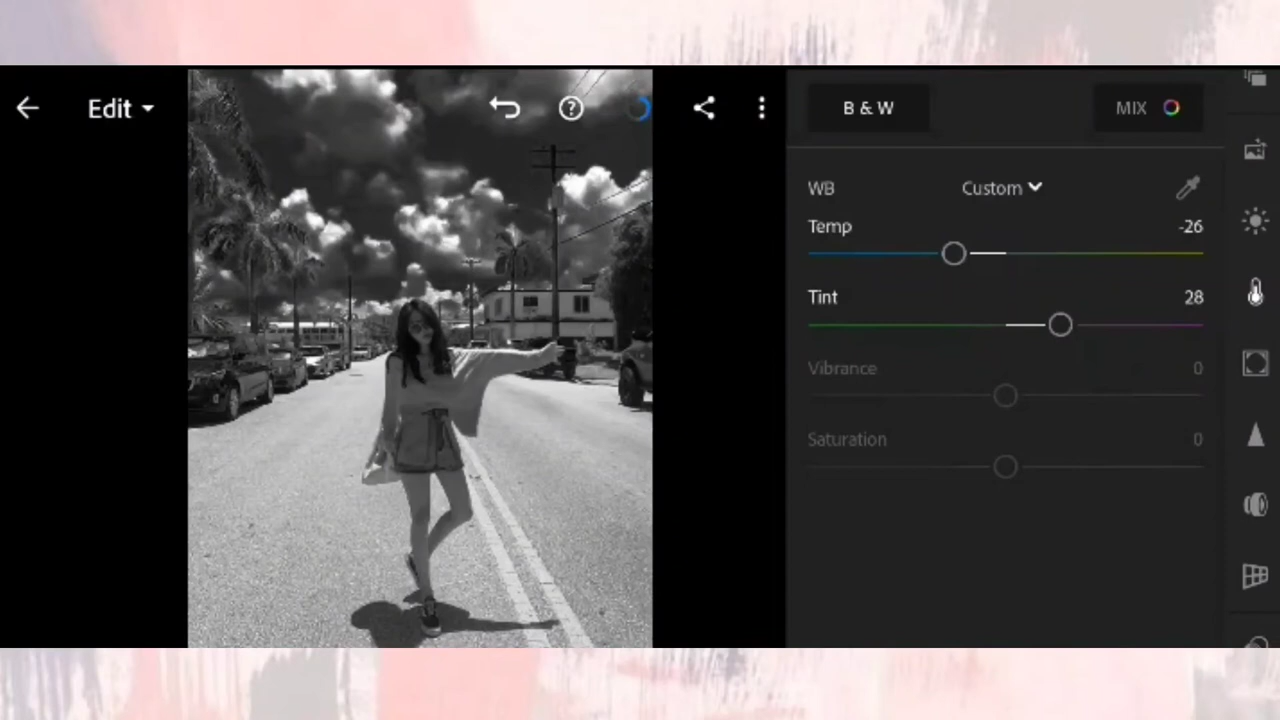 Edit
B & W
MIX
WB
Custom
Temp
-26
Tint
28
Vibrance
0
Saturation
0